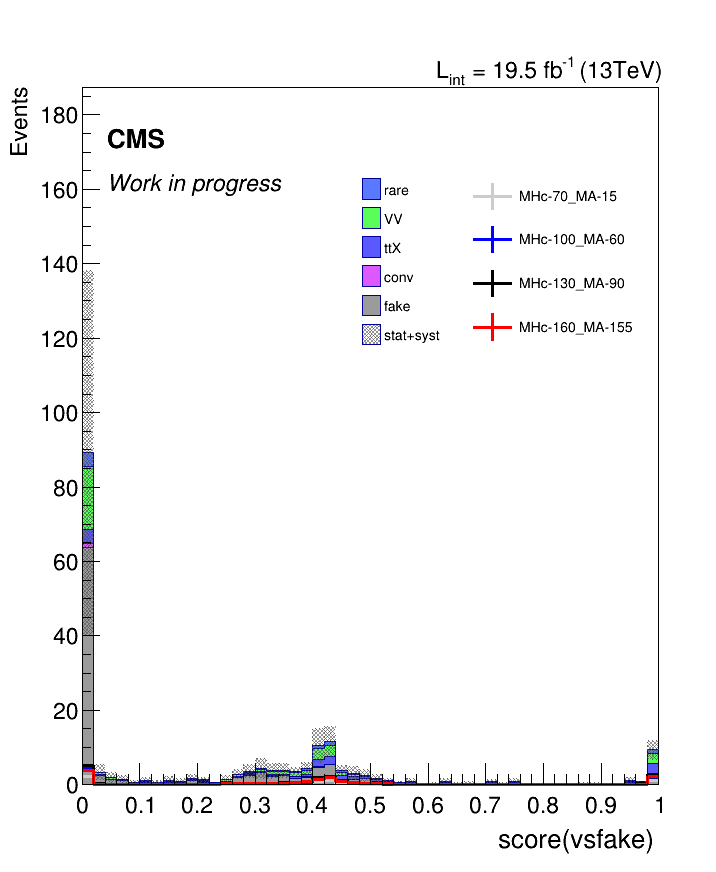 L_int = 19.5 fb^-1 (13TeV)
Events
CMS
Work in progress
rare
VV
ttX
conv
fake
stat+syst
MHc-70_MA-15
MHc-100_MA-60
MHc-130_MA-90
MHc-160_MA-155
180
160
140
120
100
80
60
40
20
0
0 0.1 0.2 0.3 0.4 0.5 0.6 0.7 0.8 0.9 1
score(vsfake)